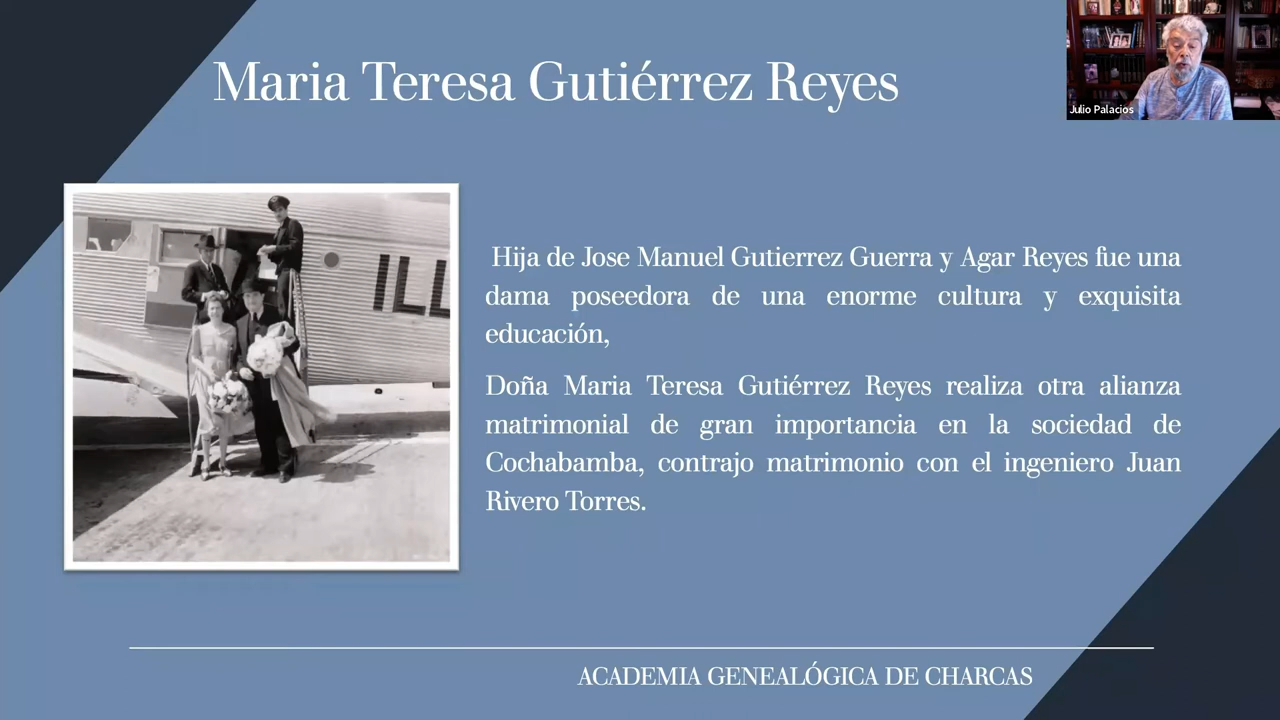 Maria Teresa Gutiérrez Reyes
Julio Palacios
ILL
Hija de Jose Manuel Gutierrez Guerra y Agar Reyes fue una
dama poseedora de una enorme cultura y exquisita
educación,
Doña Maria Teresa Gutiérrez Reyes realiza otra alianza
matrimonial de gran importancia en la sociedad de
Cochabamba, contrajo matrimonio con el ingeniero Juan
Rivero Torres.
ACADEMIA GENEALÓGICA DE CHARCAS